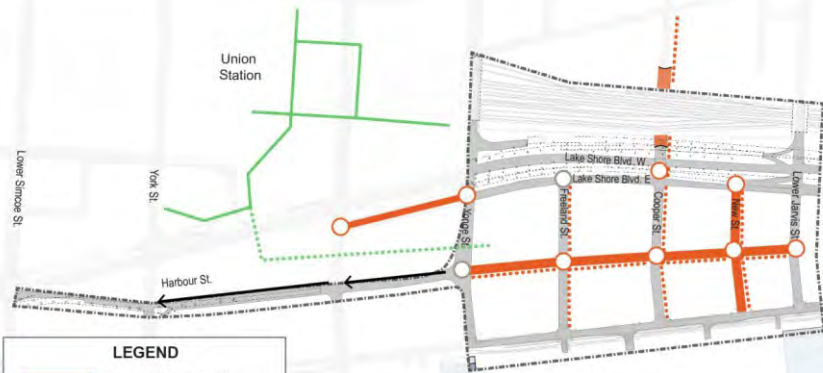 Union
Station
Lower Simcoe St.
York St.
Lake Shore Blvd. W
Lake Shore Blvd. E
Yonge St.
Freeland St.
Cooper St.
New St.
Lower Jarvis St.
Harbour St.
LEGEND